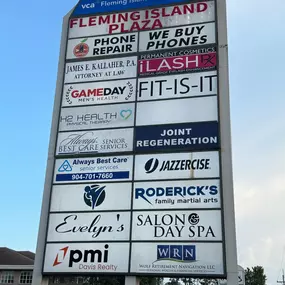 vca Fleming Island
FLEMING ISLAND
PLAZA
PHONE
REPAIR
WE BUY
PHONES
JAMES E. KALLAHER, P.A.
ATTORNEY AT LAW
PERMANENT COSMETICS
iLASH
GAMEDAY
MEN'S HEALTH
FIT-IS-IT
H2 HEALTH
PHYSICAL THERAPY
ALWAYS
BEST CARE
SENIOR
SERVICES
JOINT
REGENERATION
Always Best Care
senior services
904-701-7660
JAZZERCISE
RODERICK'S
family martial arts
Evelyn's
SALON &
DAY SPA
pmi
Davis Realty
WRN
WOLF RETIREMENT NAVIGATION LLC